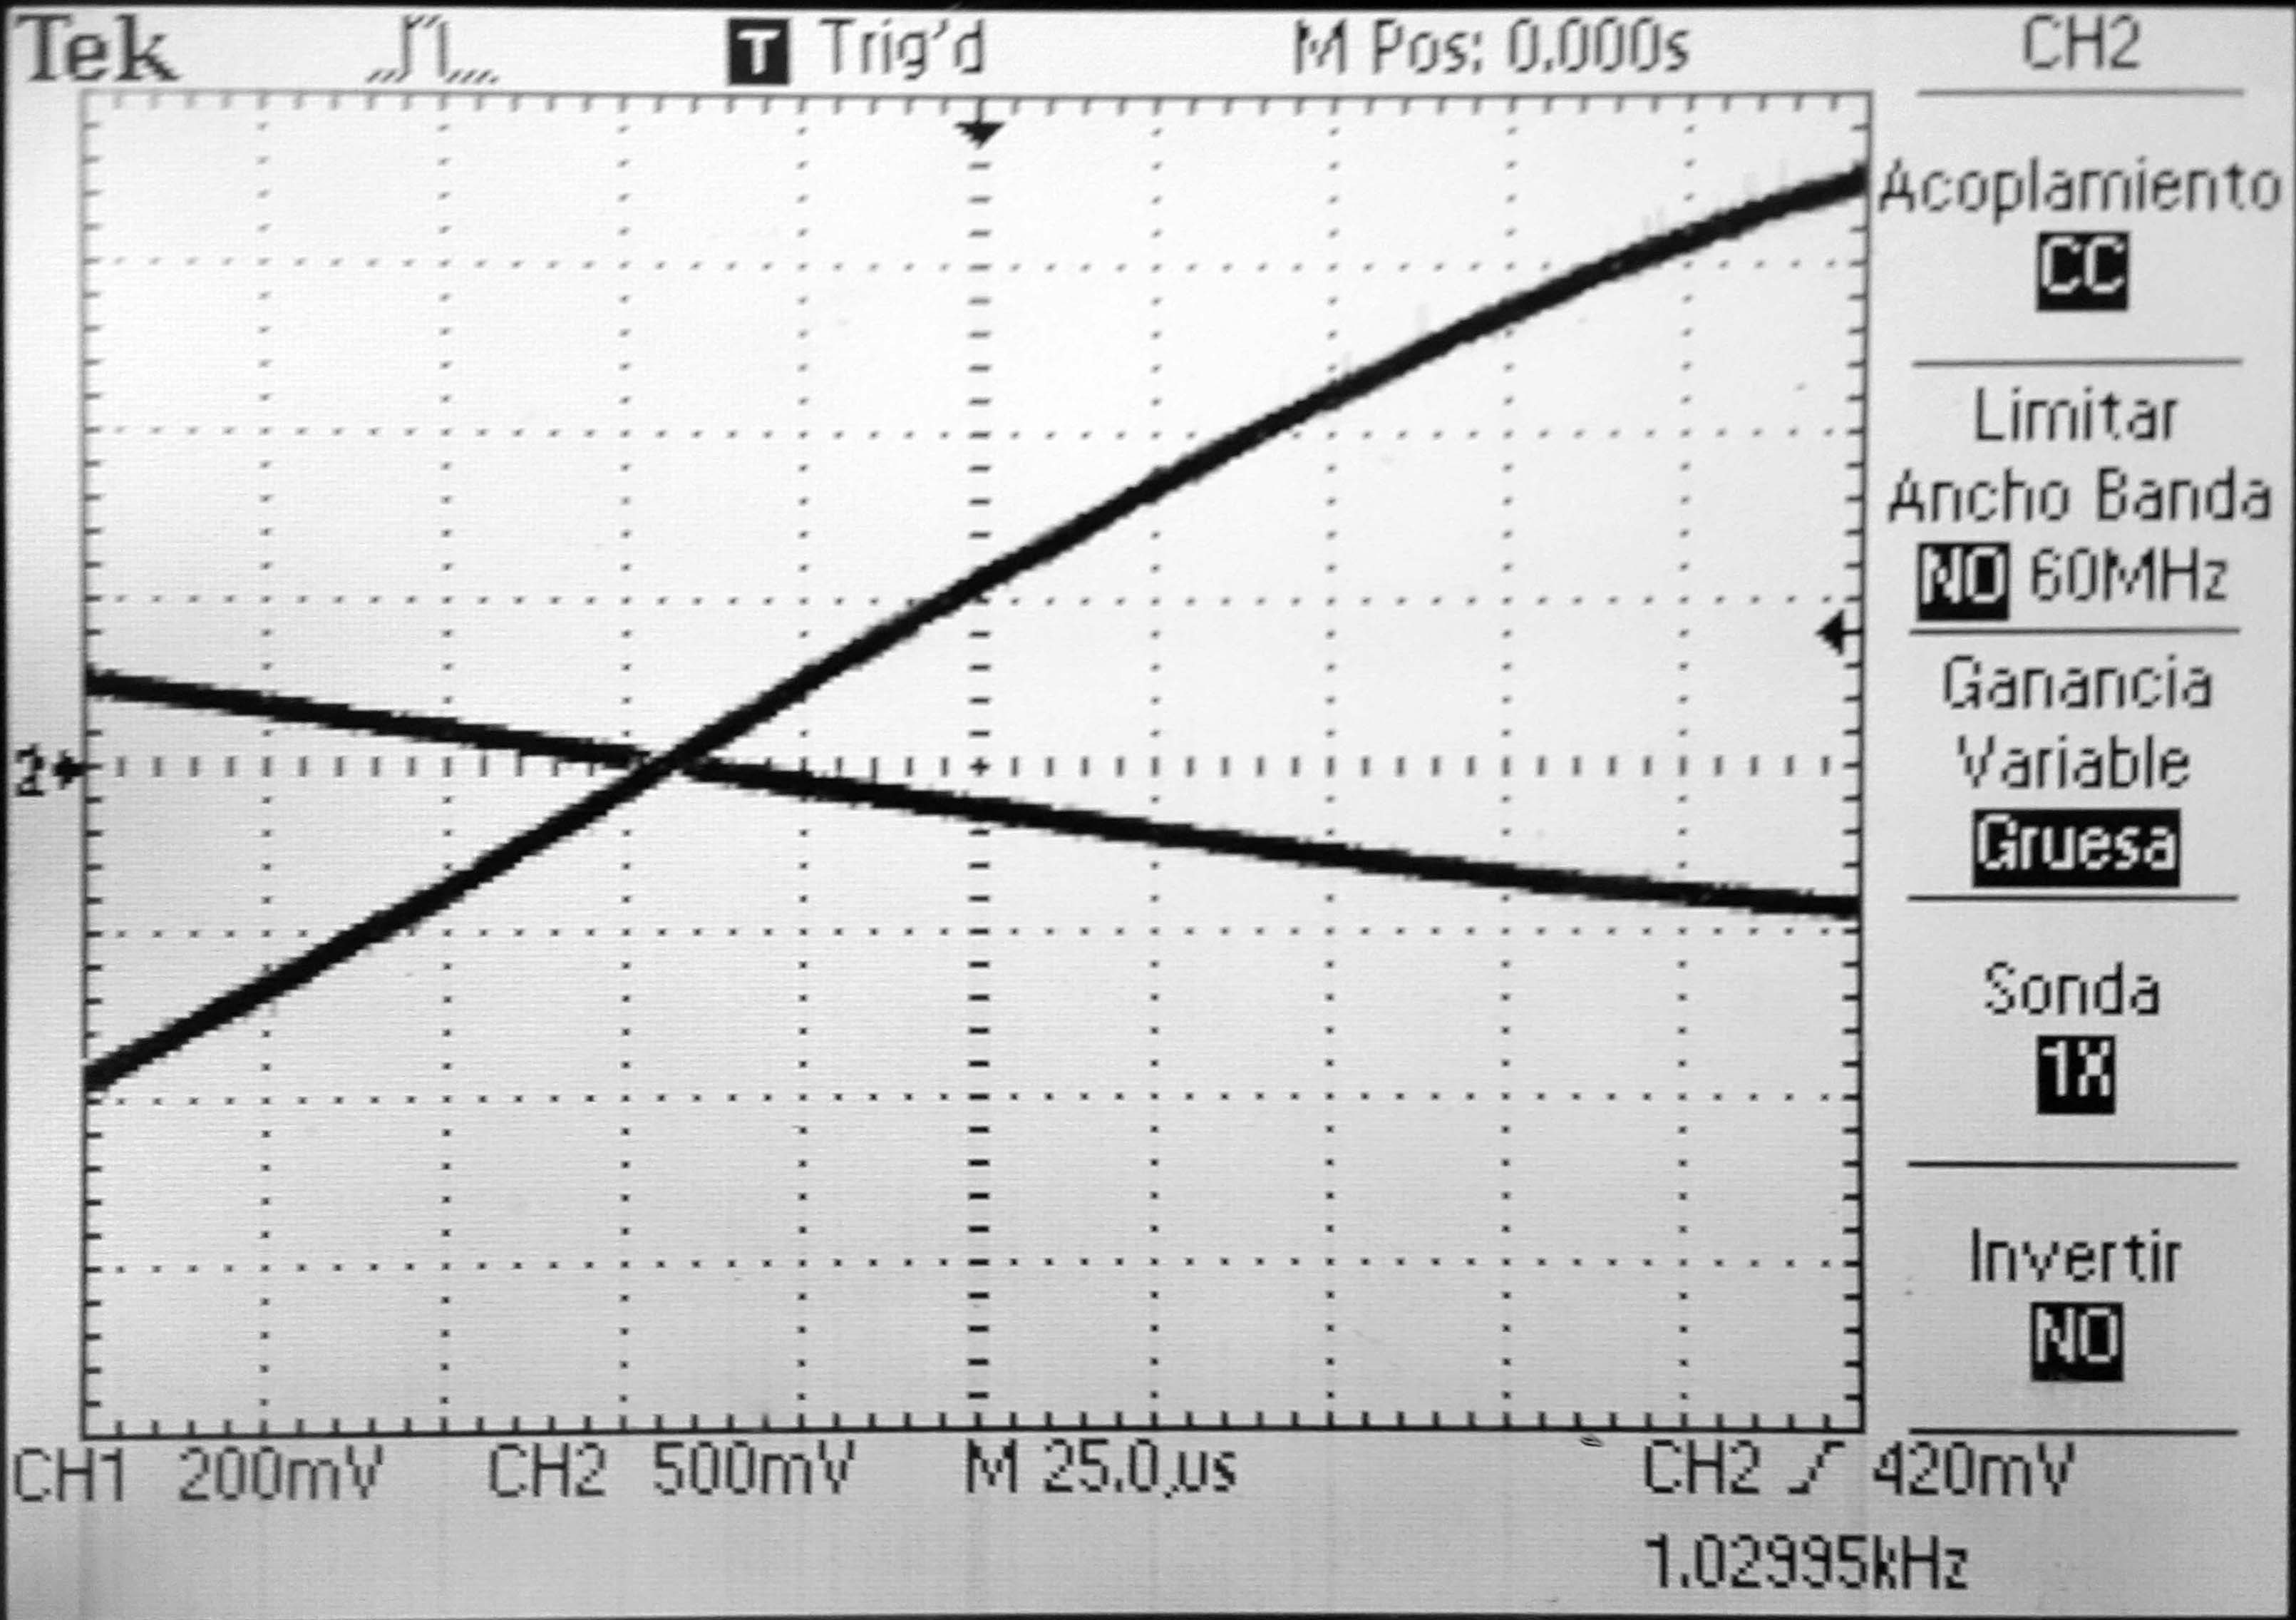 Tek T Trig'd M Pos: 0.000s CH2
Acoplamiento
CC
Limitar
Ancho Banda
NO 60MHz
Ganancia
Variable
Gruesa
2
Sonda
1X
Invertir
NO
CH1 200mV CH2 500mV M 25.0µs CH2 420mV
1.02995kHz